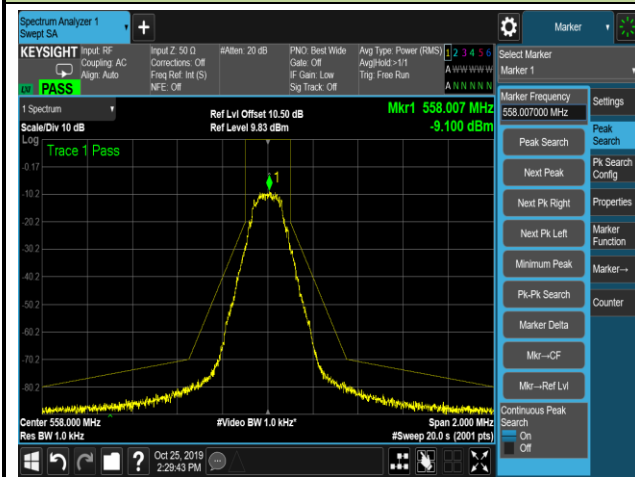 Spectrum Analyzer 1
Swept SA
Marker
KEYSIGHT
Input: RF
Coupling: AC
Align: Auto
Input Z: 50 Ω
Corrections: Off
Freq Ref: Int (S)
NFE: Off
#Atten: 20 dB
PNO: Best Wide
Gate: Off
IF Gain: Low
Sig Track: Off
Avg Type: Power (RMS)
Avg|Hold >1/1
Trig: Free Run
1 2 3 4 5 6
A W W W W W
A N N N N N
LXI
PASS
Select Marker
Marker 1
1 Spectrum
Scale/Div 10 dB
Ref Lvl Offset 10.50 dB
Ref Level 9.83 dBm
Mkr1 558.007 MHz
-9.100 dBm
Log
Trace 1 Pass
1
-0.17
-10.2
-20.2
-30.2
-40.2
-50.2
-60.2
-70.2
-80.2
Center 558.000 MHz
Res BW 1.0 kHz
#Video BW 1.0 kHz*
Span 2.000 MHz
#Sweep 20.0 s (2001 pts)
Marker Frequency
558.007000 MHz
Peak Search
Next Peak
Next Pk Right
Next Pk Left
Minimum Peak
Pk-Pk Search
Marker Delta
Mkr→CF
Mkr→Ref Lvl
Continuous Peak
Search
On
Off
Settings
Peak
Search
Pk Search
Config
Properties
Marker
Function
Marker→
Counter
Oct 25, 2019
2:29:43 PM